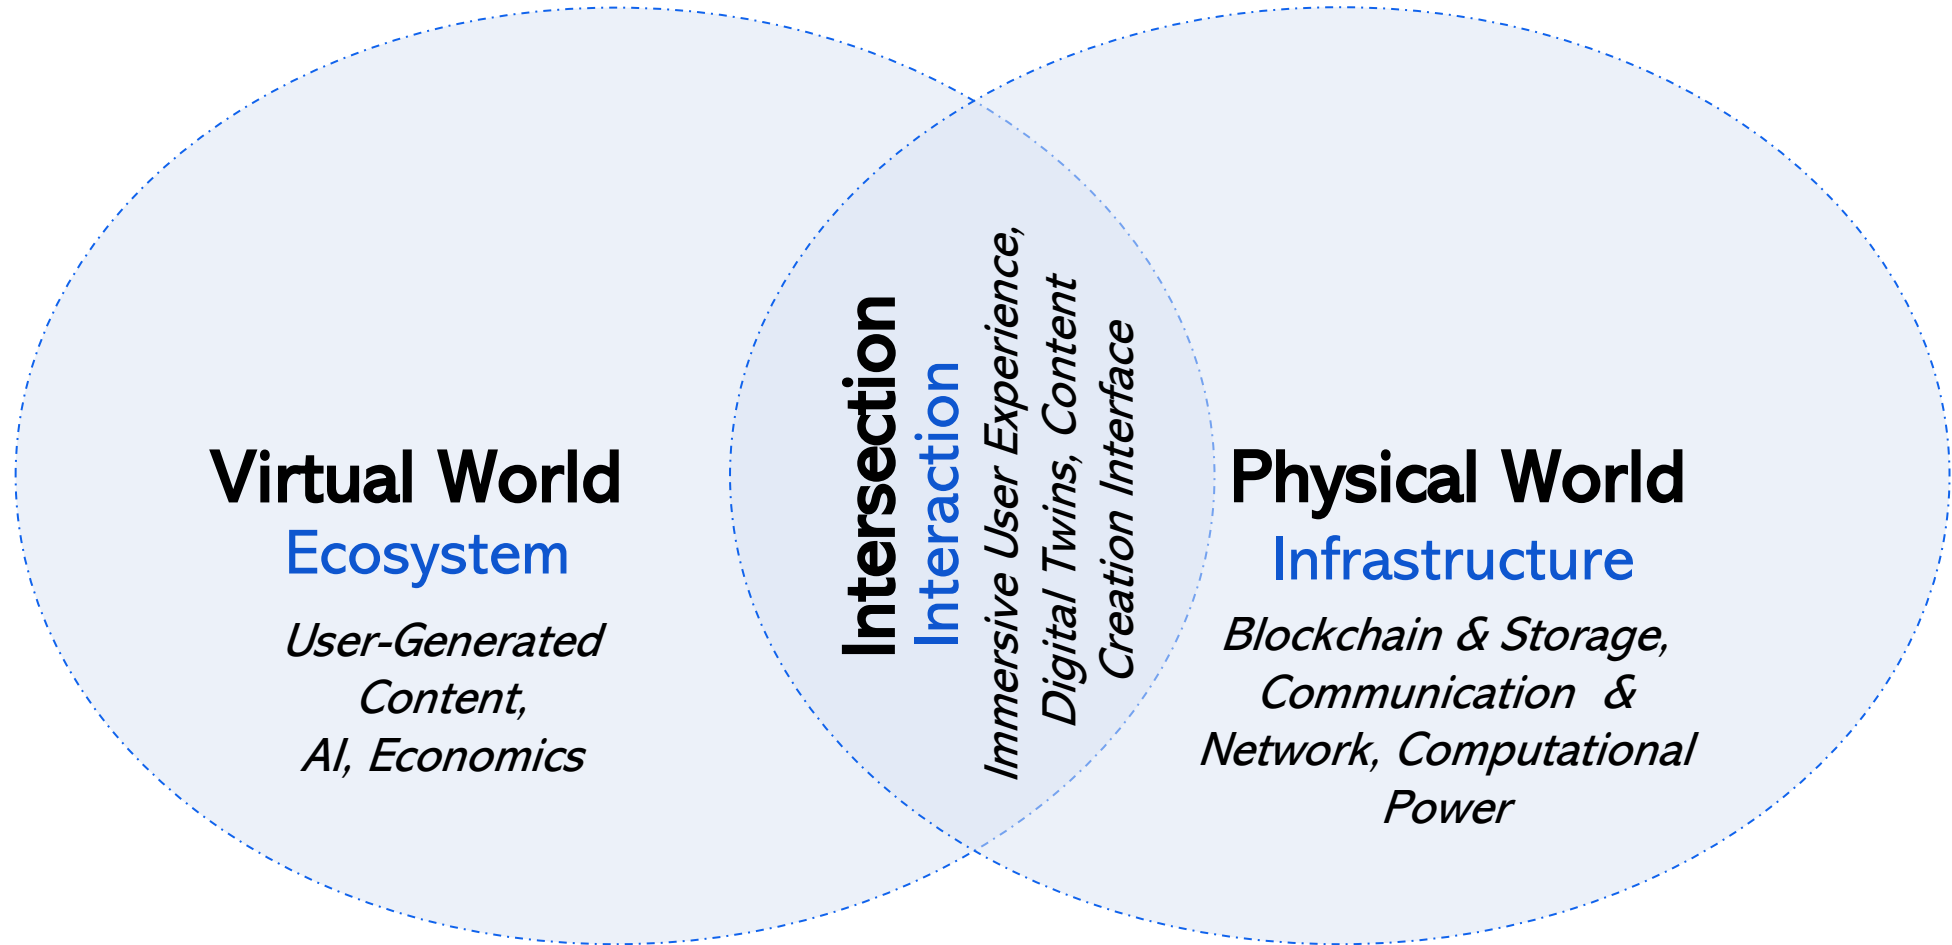 Virtual World
Ecosystem
User-Generated
Content,
AI, Economics
Intersection
Interaction
Immersive User Experience,
Digital Twins, Content
Creation Interface
Physical World
Infrastructure
Blockchain & Storage,
Communication &
Network, Computational
Power